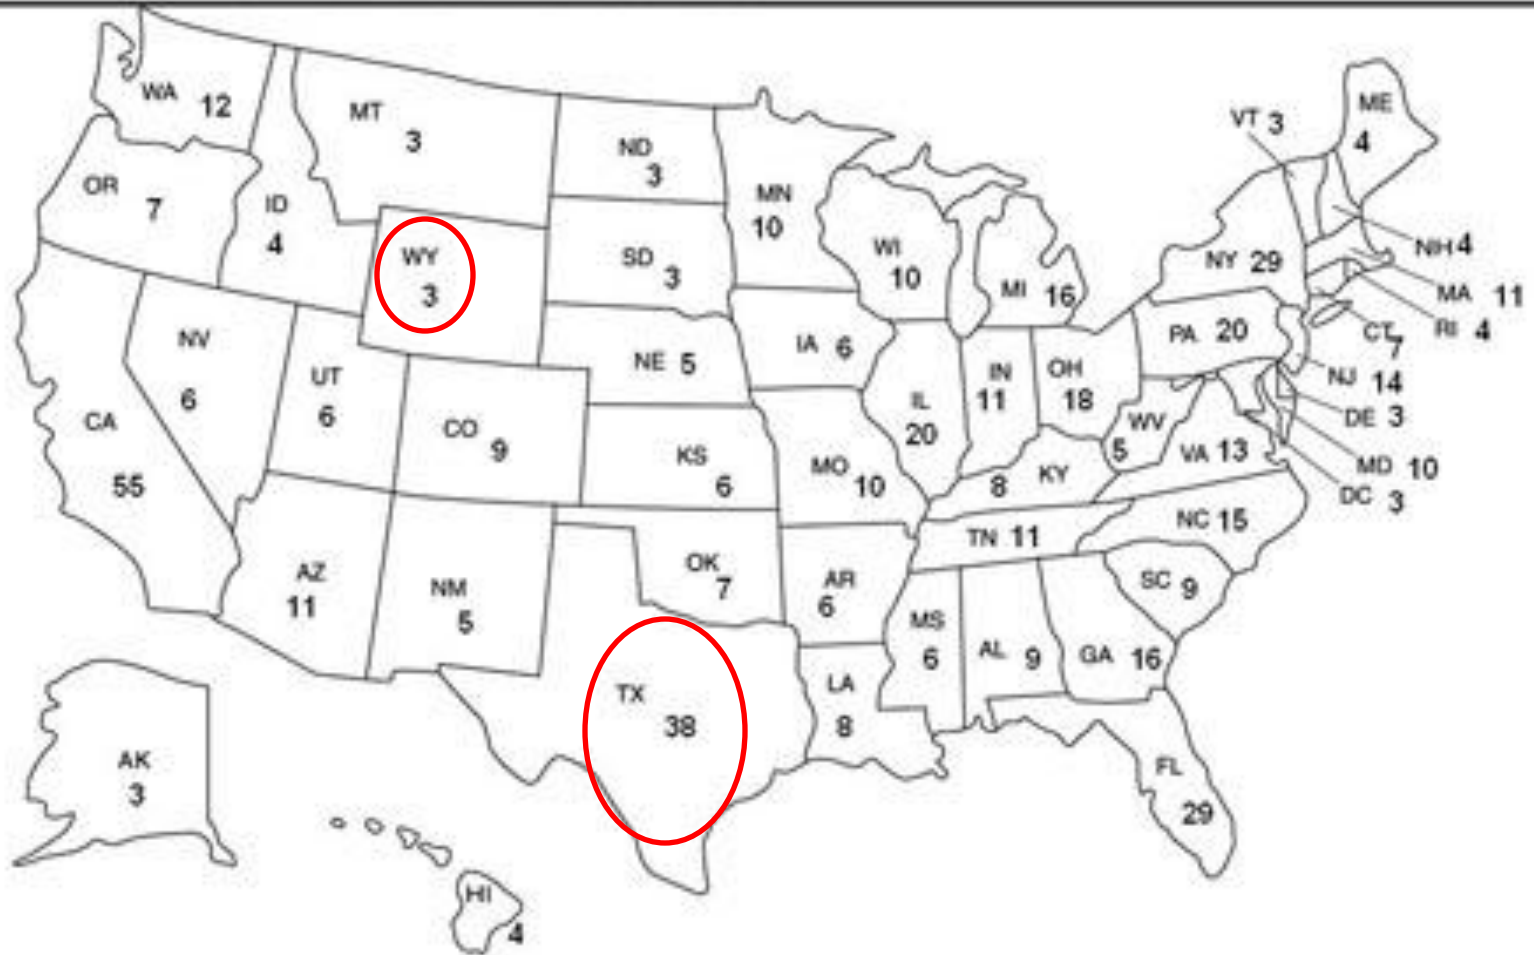 WA 12
MT 3
ND 3
MN 10
VT 3
ME 4
OR 7
ID 4
WY 3
SD 3
WI 10
MI 16
NY 29
NH 4
MA 11
RI 4
CT 7
NV 6
UT 6
CO 9
NE 5
IA 6
IL 20
IN 11
OH 18
PA 20
NJ 14
DE 3
MD 10
DC 3
CA 55
KS 6
MO 10
KY 8
WV 5
VA 13
AZ 11
NM 5
OK 7
AR 6
TN 11
NC 15
SC 9
TX 38
LA 8
MS 6
AL 9
GA 16
FL 29
AK 3
HI 4